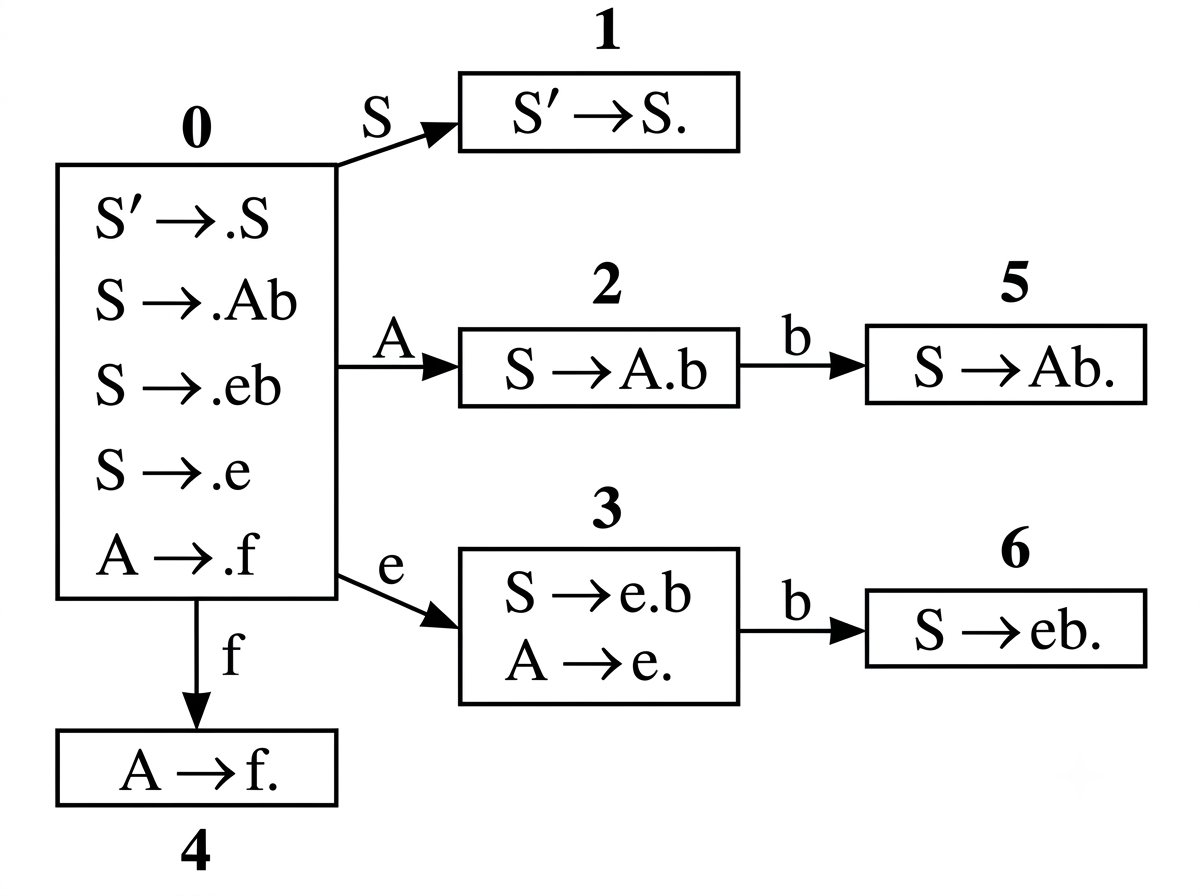 1
S′ → S.
S
0
S′ → .S
S → .Ab
S → .eb
S → .e
A → .f
A
2
S → A.b
b
5
S → Ab.
e
3
S → e.b
A → e.
b
6
S → eb.
f
A → f.
4